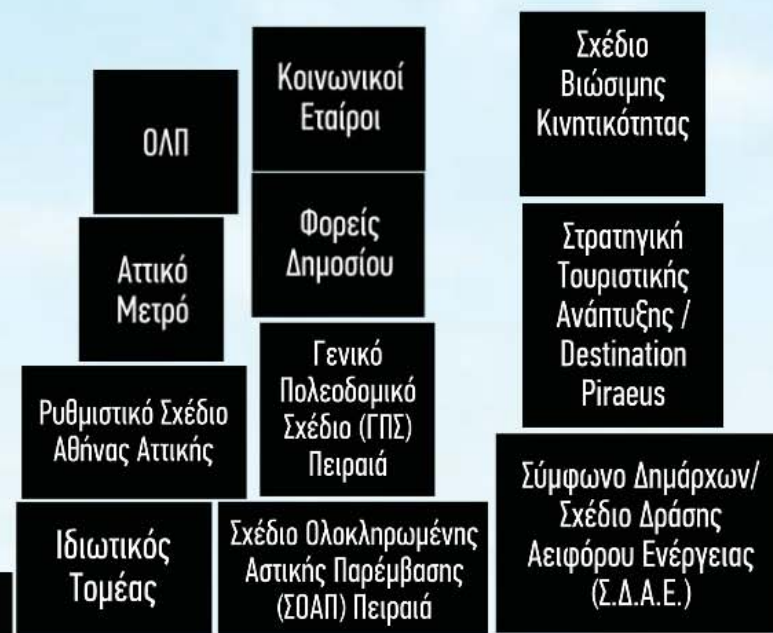 ΟΛΠ
Αττικό
Μετρό
Ρυθμιστικό Σχέδιο
Αθήνας Αττικής
Ιδιωτικός
Τομέας
Κοινωνικοί
Εταίροι
Φορείς
Δημοσίου
Γενικό
Πολεοδομικό
Σχέδιο (ΓΠΣ)
Πειραιά
Σχέδιο Ολοκληρωμένης
Αστικής Παρέμβασης
(ΣΟΑΠ) Πειραιά
Σχέδιο
Βιώσιμης
Κινητικότητας
Στρατηγική
Τουριστικής
Ανάπτυξης /
Destination
Piraeus
Σύμφωνο Δημάρχων/
Σχέδιο Δράσης
Αειφόρου Ενέργειας
(Σ.Δ.Α.Ε.)